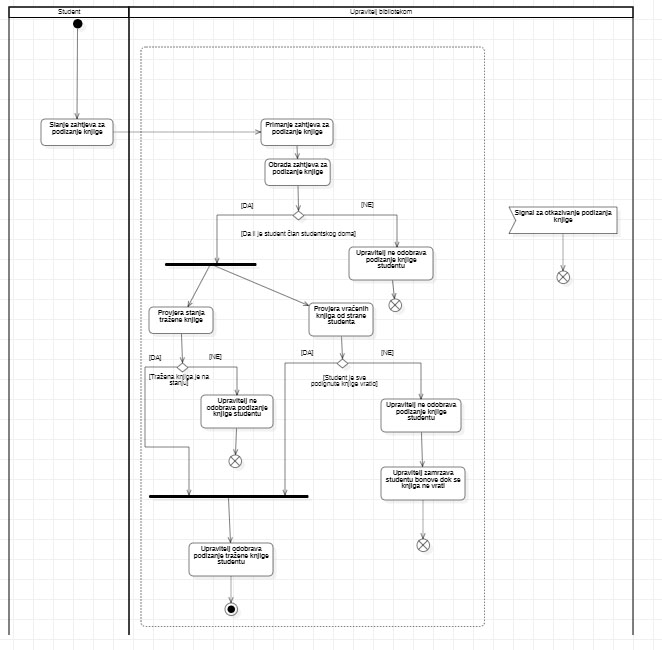 Student
Upravitelj bibliotekom
Slanje zahtjeva za
podizanje knjige
Primanje zahtjeva za
podizanje knjige
Obrada zahtjeva za
podizanje knjige
[DA]
[NE]
[Da li je student član studentskog doma]
Signal za otkazivanje podizanja
knjige
Upravitelj ne odobrava
podizanje knjige
studentu
Provjera stanja
tražene knjige
Provjera vraćenih
knjiga od strane
studenta
[DA]
[NE]
[Tražena knjiga je na
stanju]
[DA]
[NE]
[Student je sve
podignute knjige vratio]
Upravitelj ne
odobrava podizanje
knjige studentu
Upravitelj ne odobrava
podizanje knjige
studentu
Upravitelj zamrzava
studentu bonove dok se
knjiga ne vrati
Upravitelj odobrava
podizanje tražene knjige
studentu